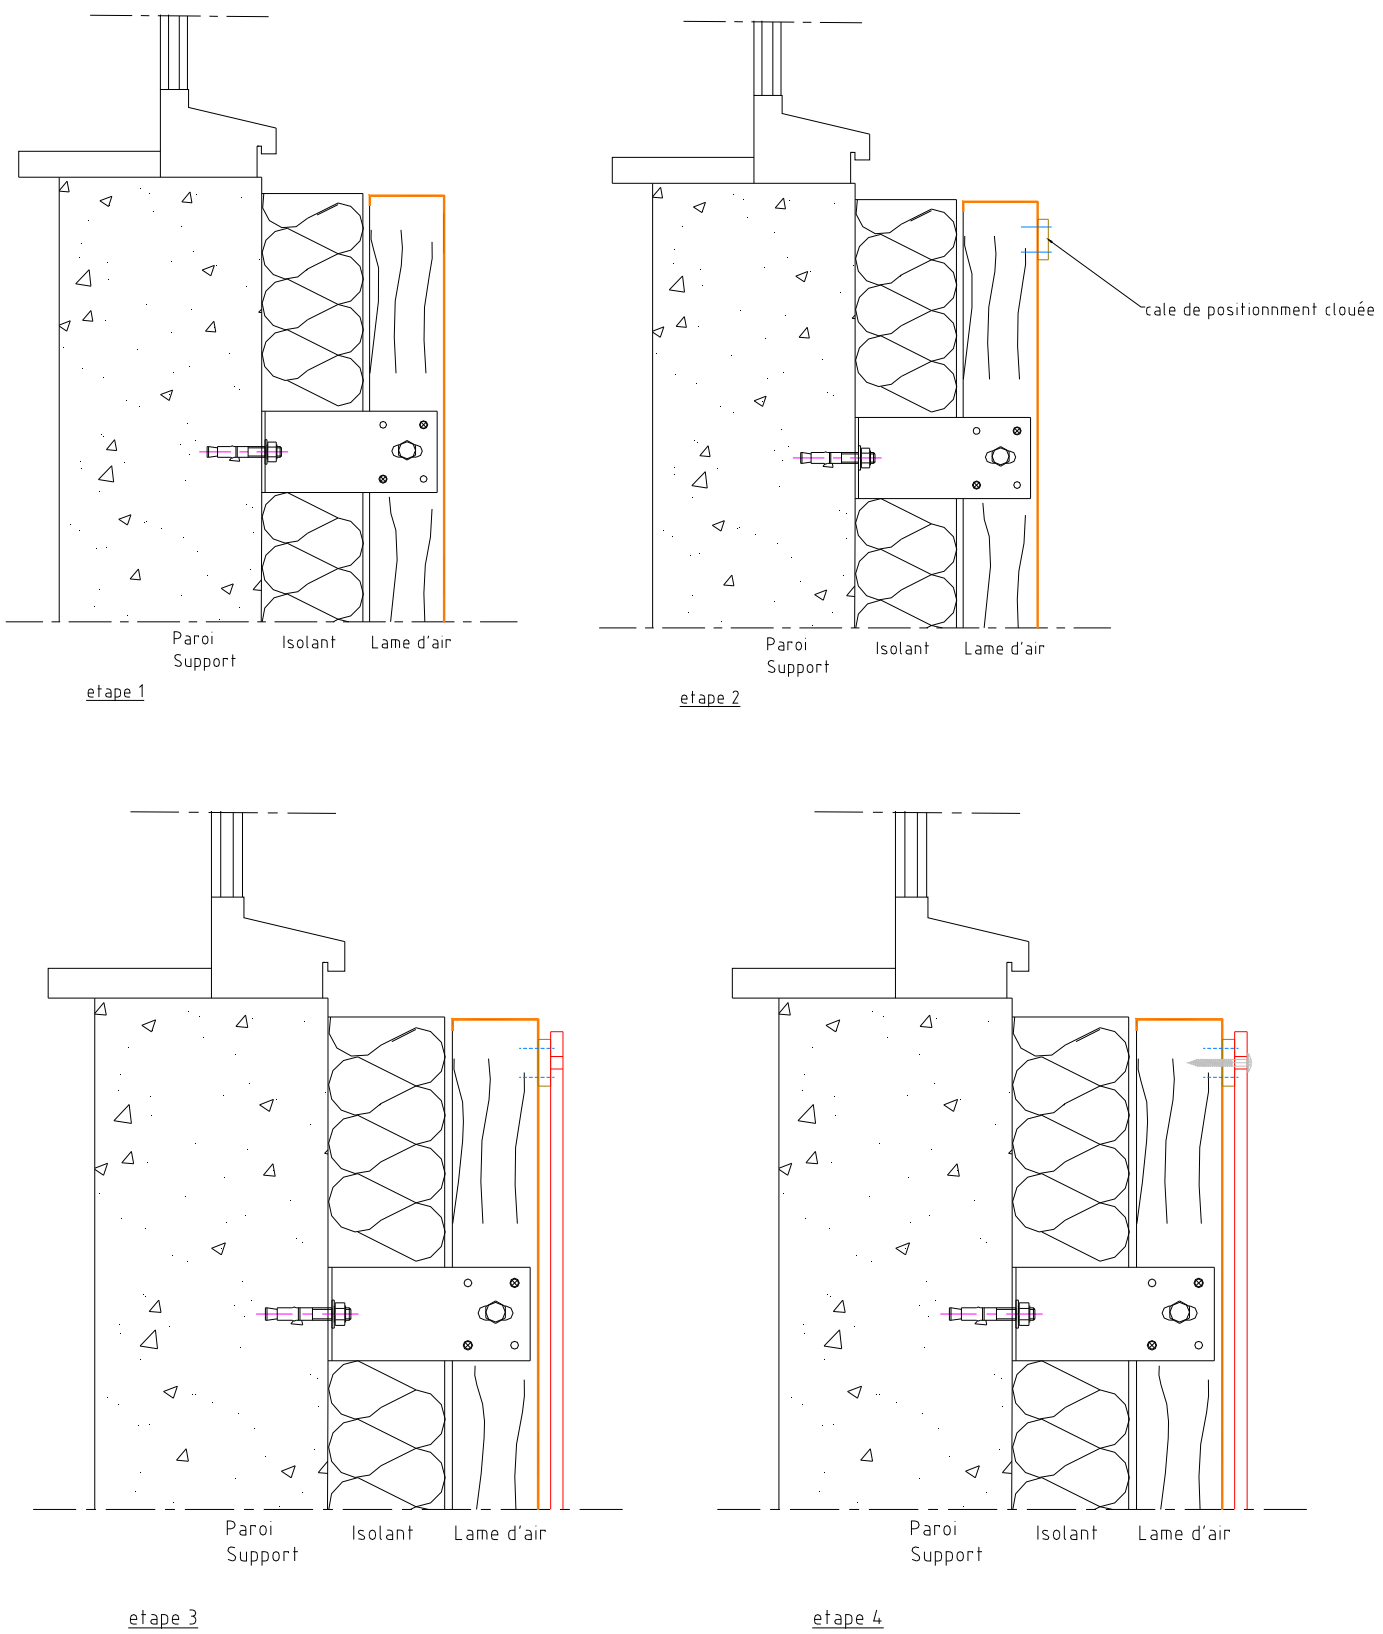 cale de positionnment clouée
Paroi
Support
Isolant
Lame d'air
etape 1
Paroi
Support
Isolant
Lame d'air
etape 2
Paroi
Support
Isolant
Lame d'air
etape 3
Paroi
Support
Isolant
Lame d'air
etape 4